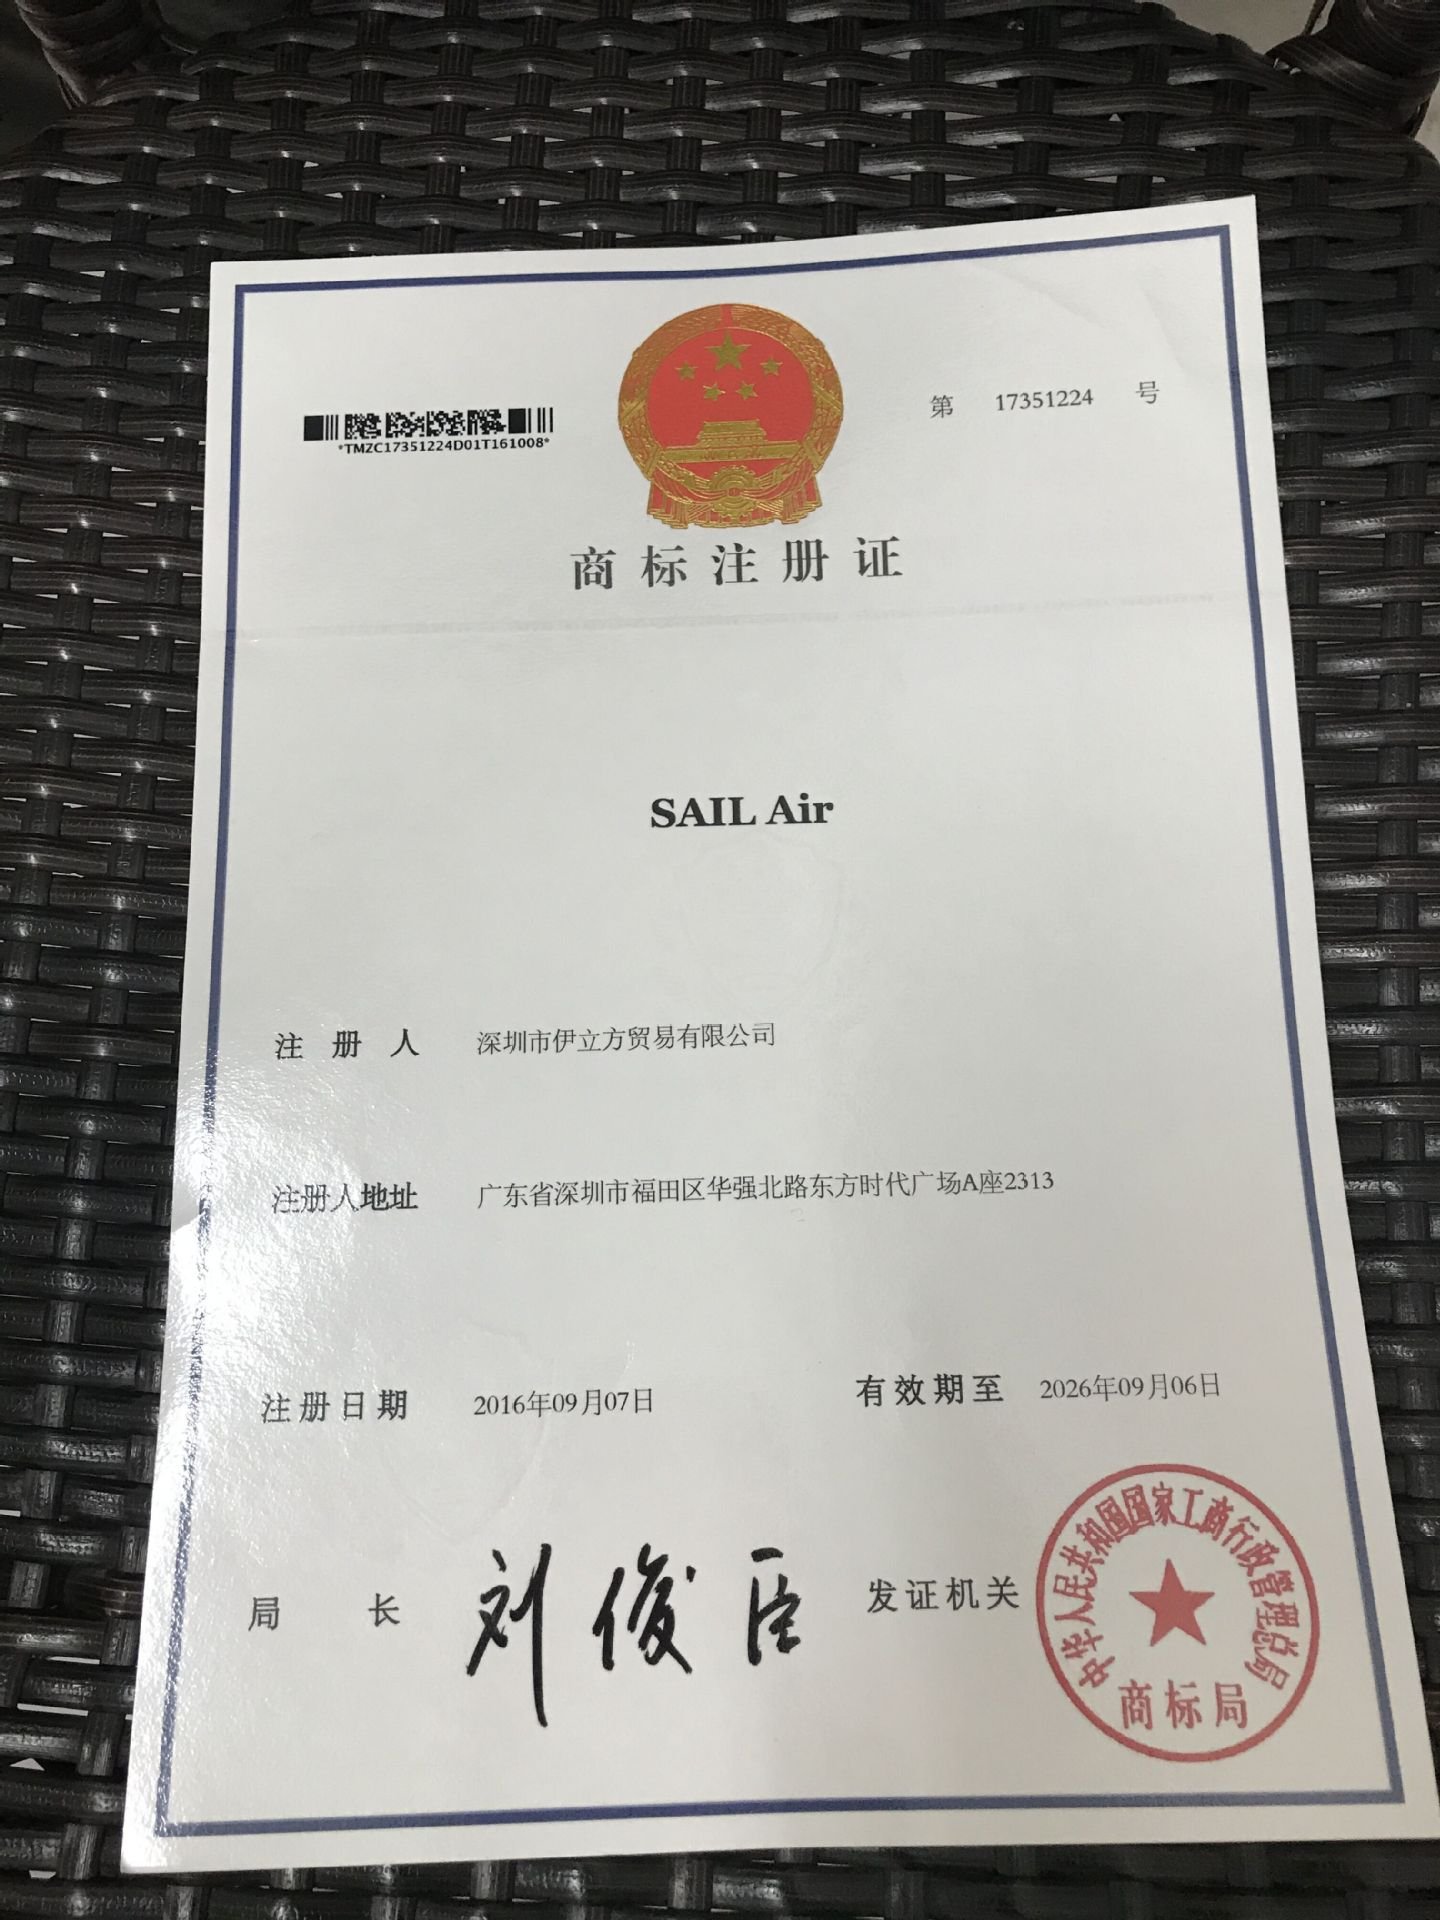 第 17351224 号
*TMZC17351224D01T161008*
商标注册证
SAIL Air
注册人 深圳市伊立方贸易有限公司
注册人地址 广东省深圳市福田区华强北路东方时代广场A座2313
注册日期 2016年09月07日 有效期至 2026年09月06日
局长 刘俊臣 发证机关
中华人民共和国国家工商行政管理总局
商标局